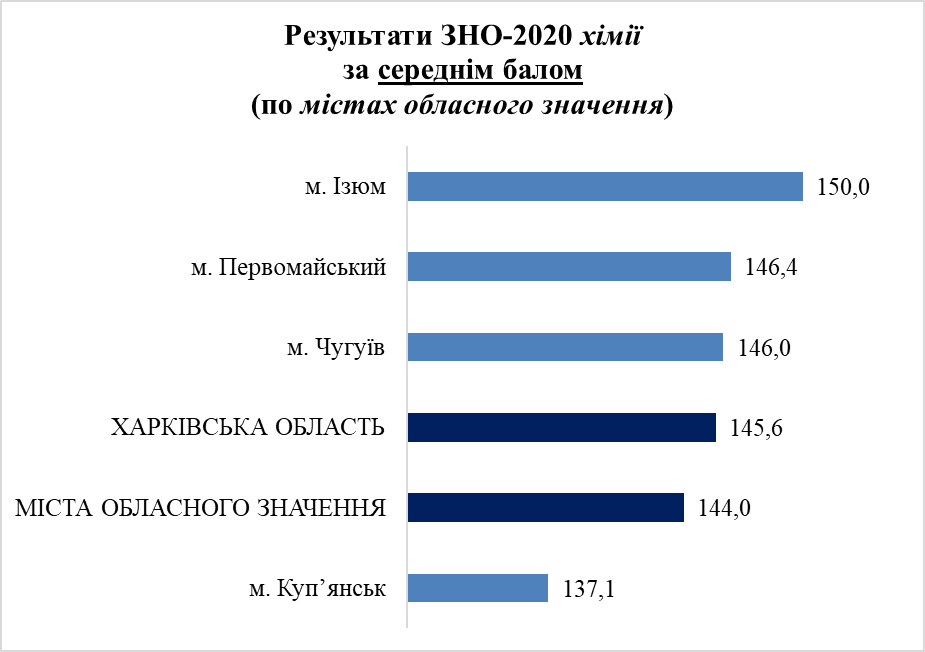 Результати ЗНО-2020 хімії
за середнім балом
(по містах обласного значення)
м. Ізюм 150,0
м. Первомайський 146,4
м. Чугуїв 146,0
ХАРКІВСЬКА ОБЛАСТЬ 145,6
МІСТА ОБЛАСНОГО ЗНАЧЕННЯ 144,0
м. Куп’янськ 137,1